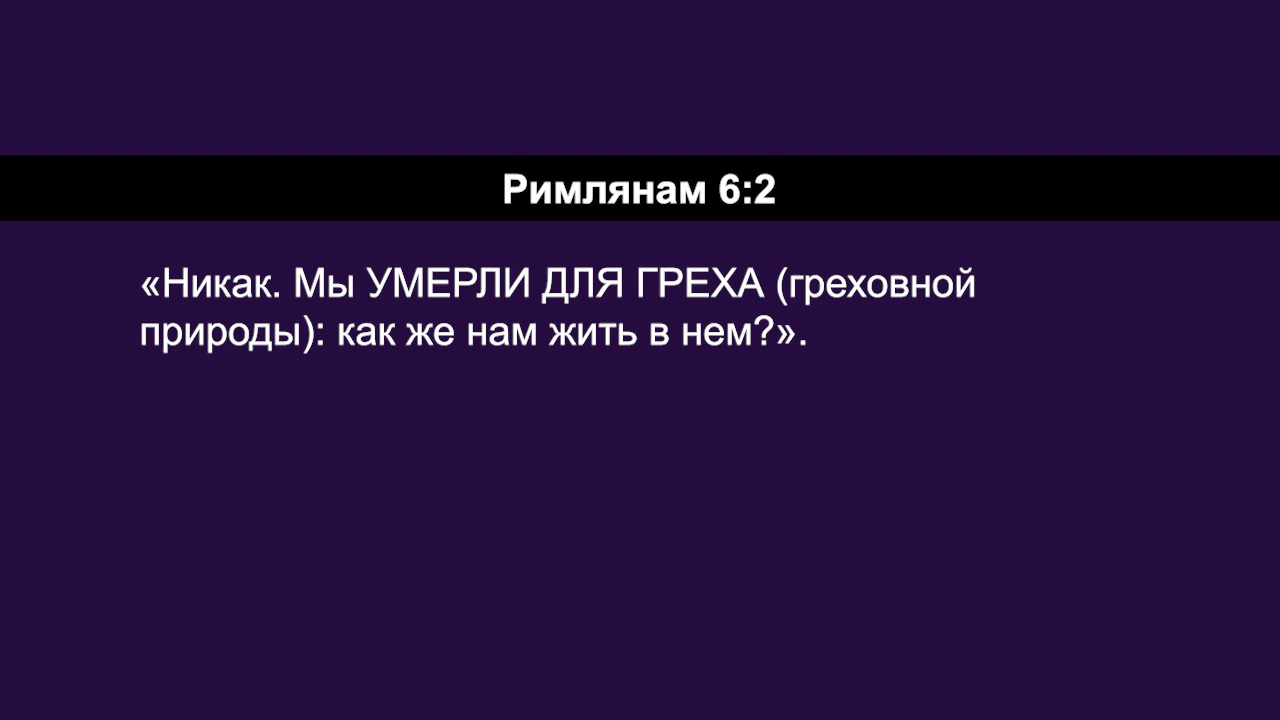 Римлянам 6:2
«Никак. Мы УМЕРЛИ ДЛЯ ГРЕХА (греховной
природы): как же нам жить в нем?».